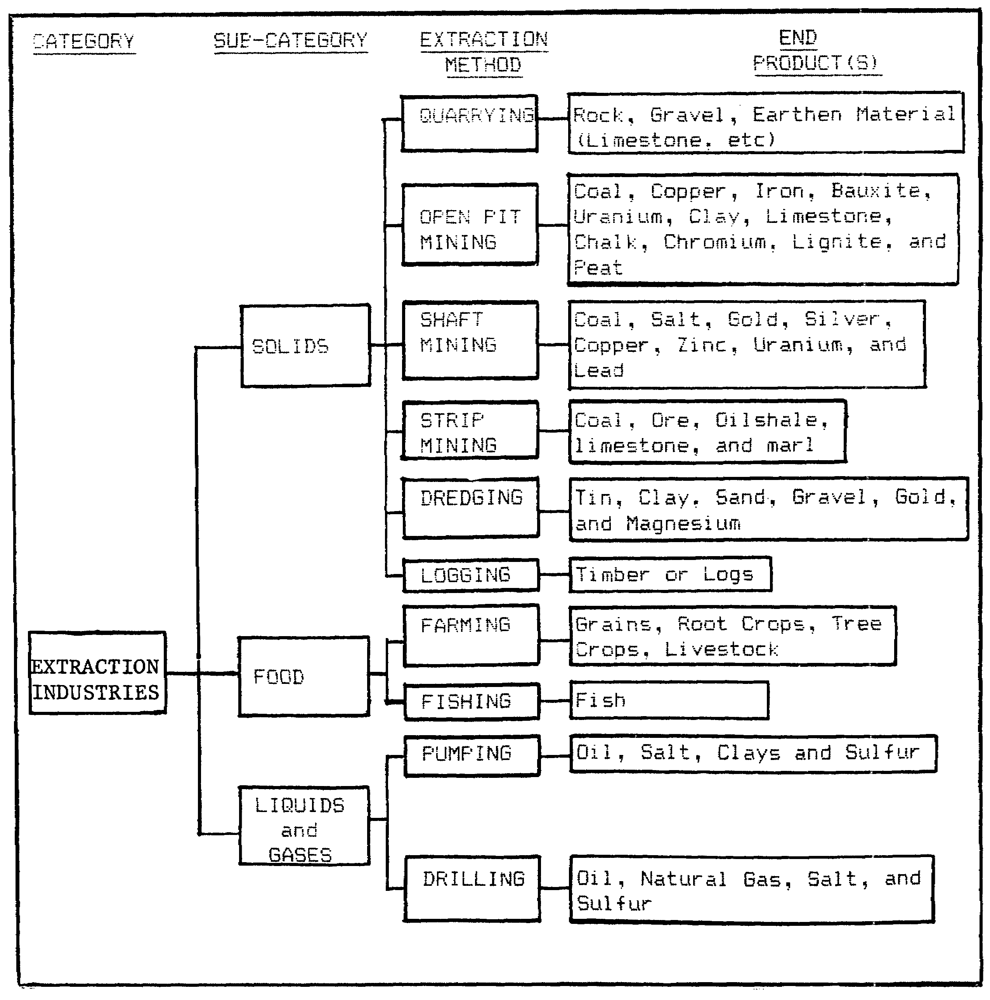 CATEGORY
SUB-CATEGORY
EXTRACTION
METHOD
END
PRODUCT(S)
QUARRYING
Rock, Gravel, Earthen Material
(Limestone, etc)
OPEN PIT
MINING
Coal, Copper, Iron, Bauxite,
Uranium, Clay, Limestone,
Chalk, Chromium, Lignite, and
Peat
SOLIDS
SHAFT
MINING
Coal, Salt, Gold, Silver,
Copper, Zinc, Uranium, and
Lead
STRIP
MINING
Coal, Ore, Oilshale,
limestone, and marl
DREDGING
Tin, Clay, Sand, Gravel, Gold,
and Magnesium
LOGGING
Timber or Logs
EXTRACTION
INDUSTRIES
FOOD
FARMING
Grains, Root Crops, Tree
Crops, Livestock
FISHING
Fish
LIQUIDS
and
GASES
PUMPING
Oil, Salt, Clays and Sulfur
DRILLING
Oil, Natural Gas, Salt, and
Sulfur